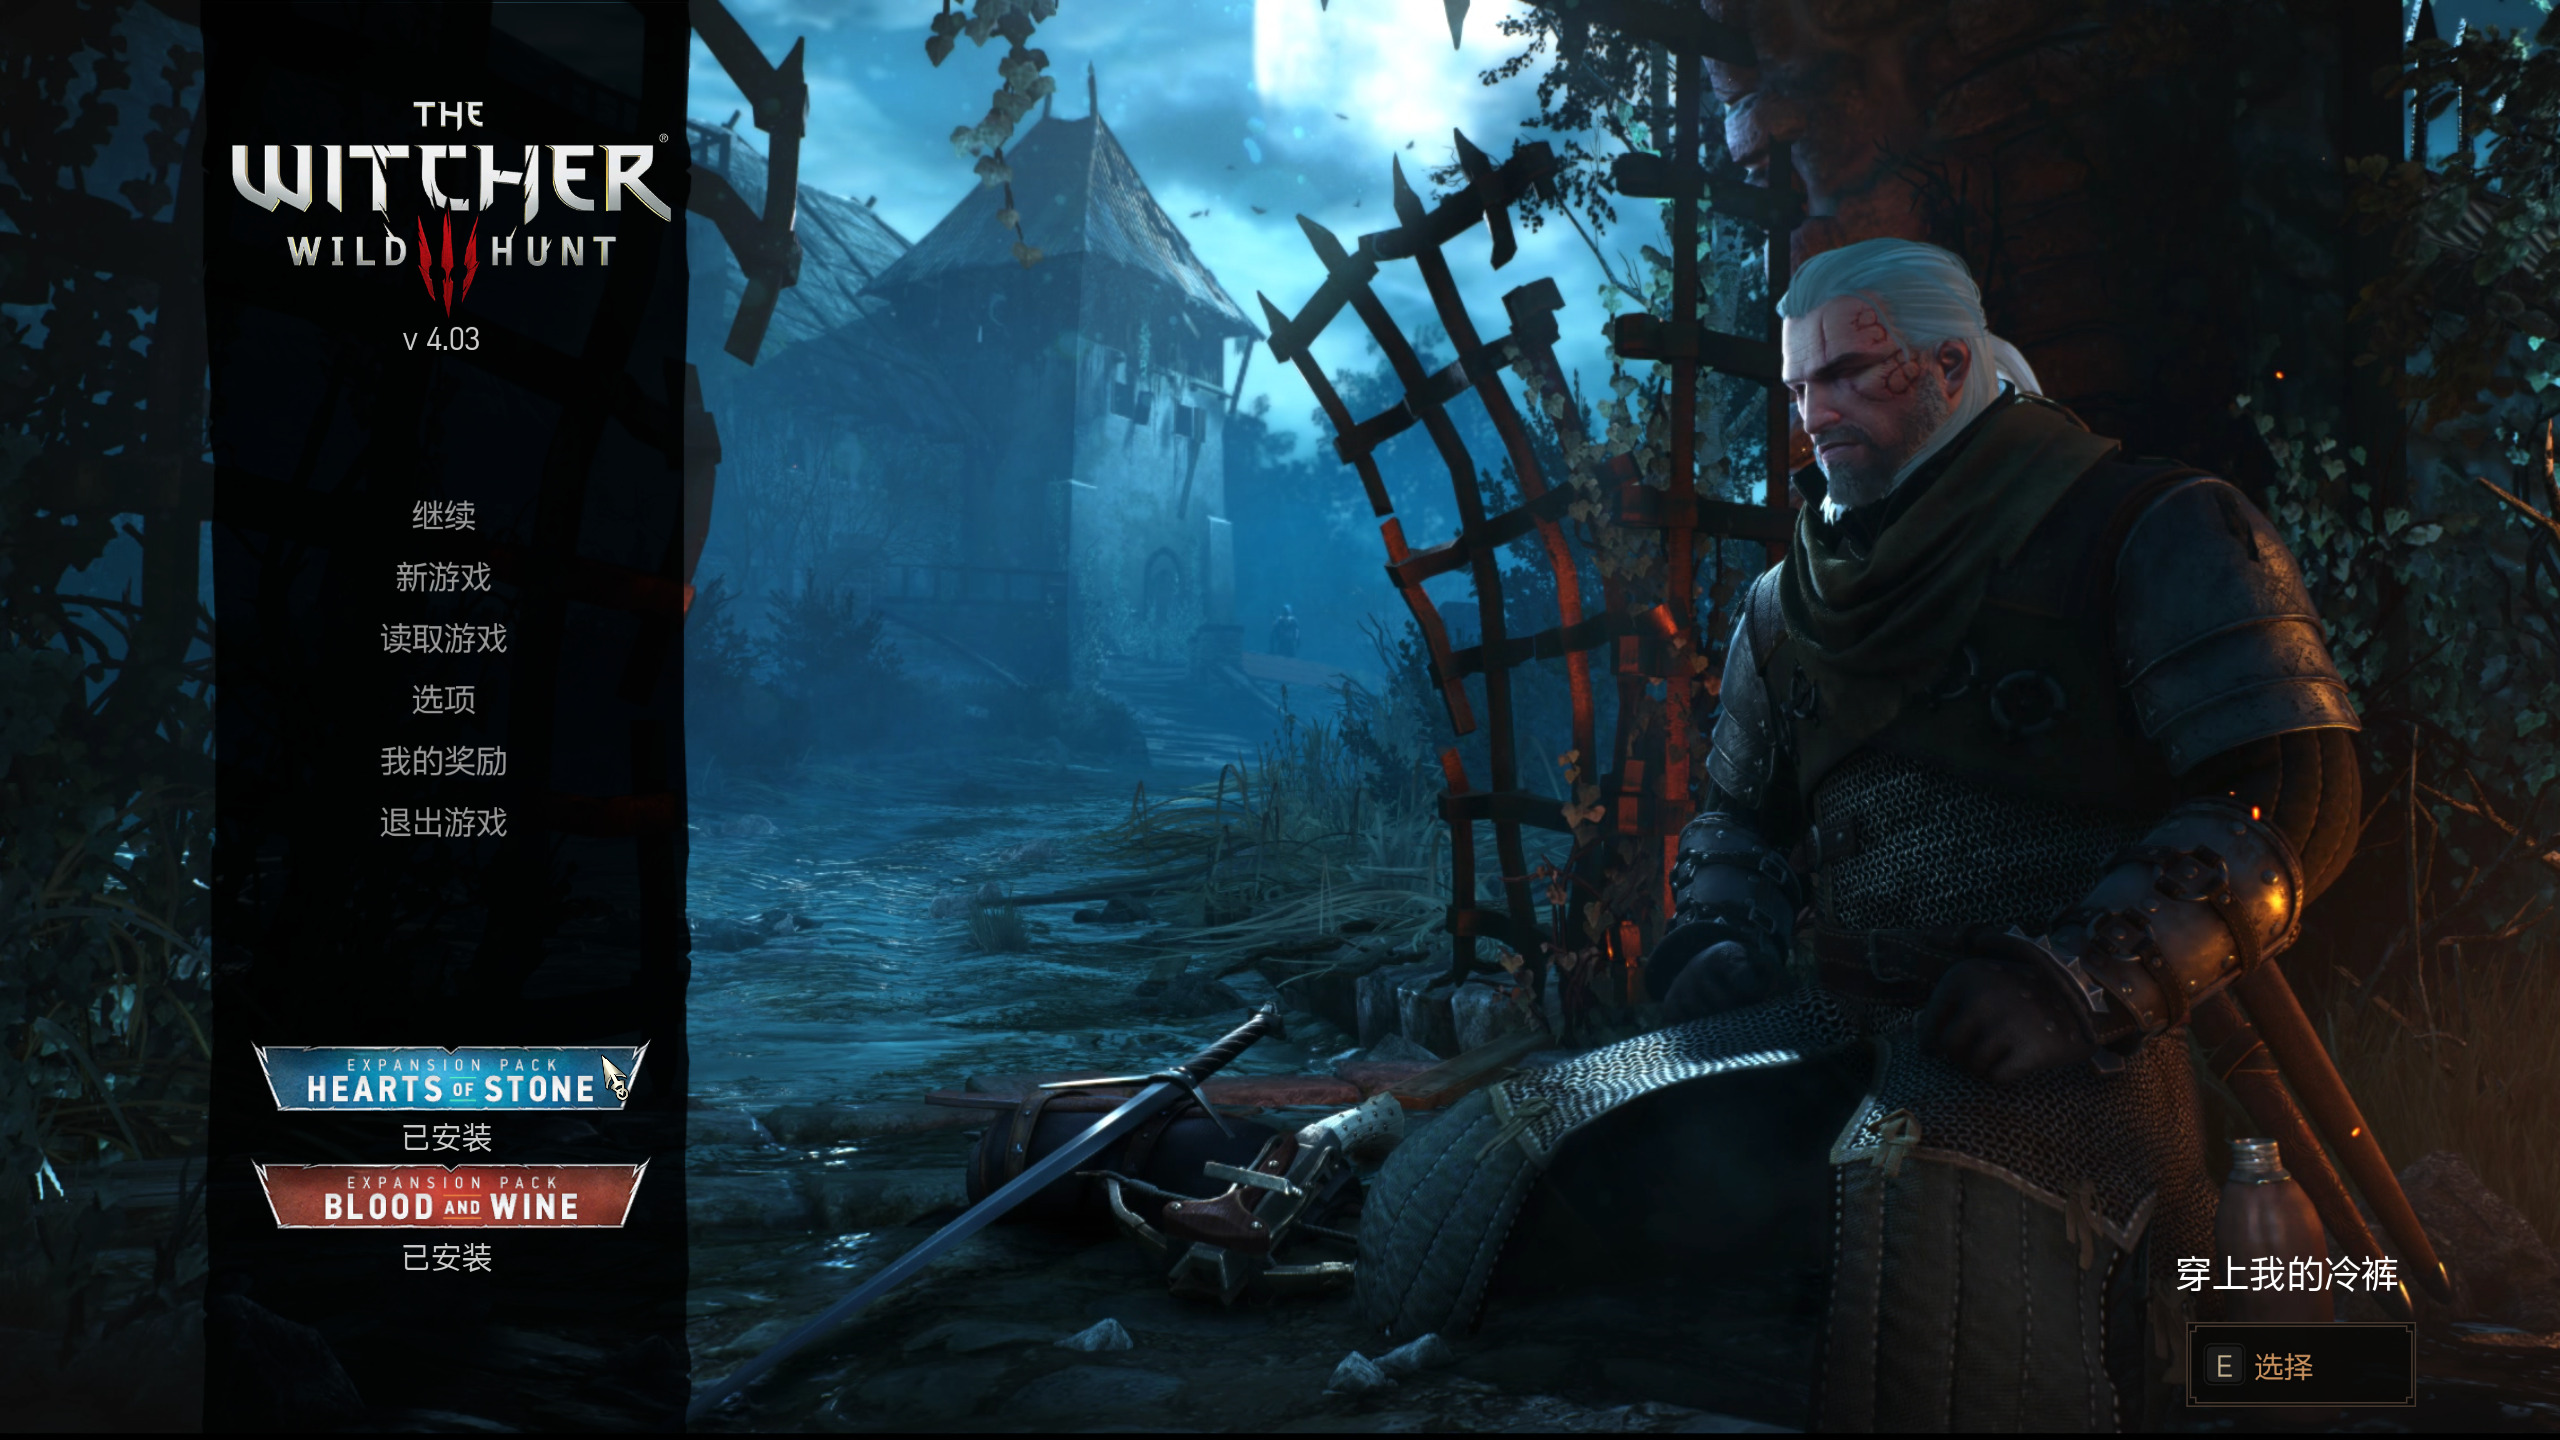 THE
WITCHER®
WILD III HUNT
v 4.03
继续
新游戏
读取游戏
选项
我的奖励
退出游戏
EXPANSION PACK
HEARTS OF STONE
已安装
EXPANSION PACK
BLOOD AND WINE
已安装
穿上我的冷裤
E 选择